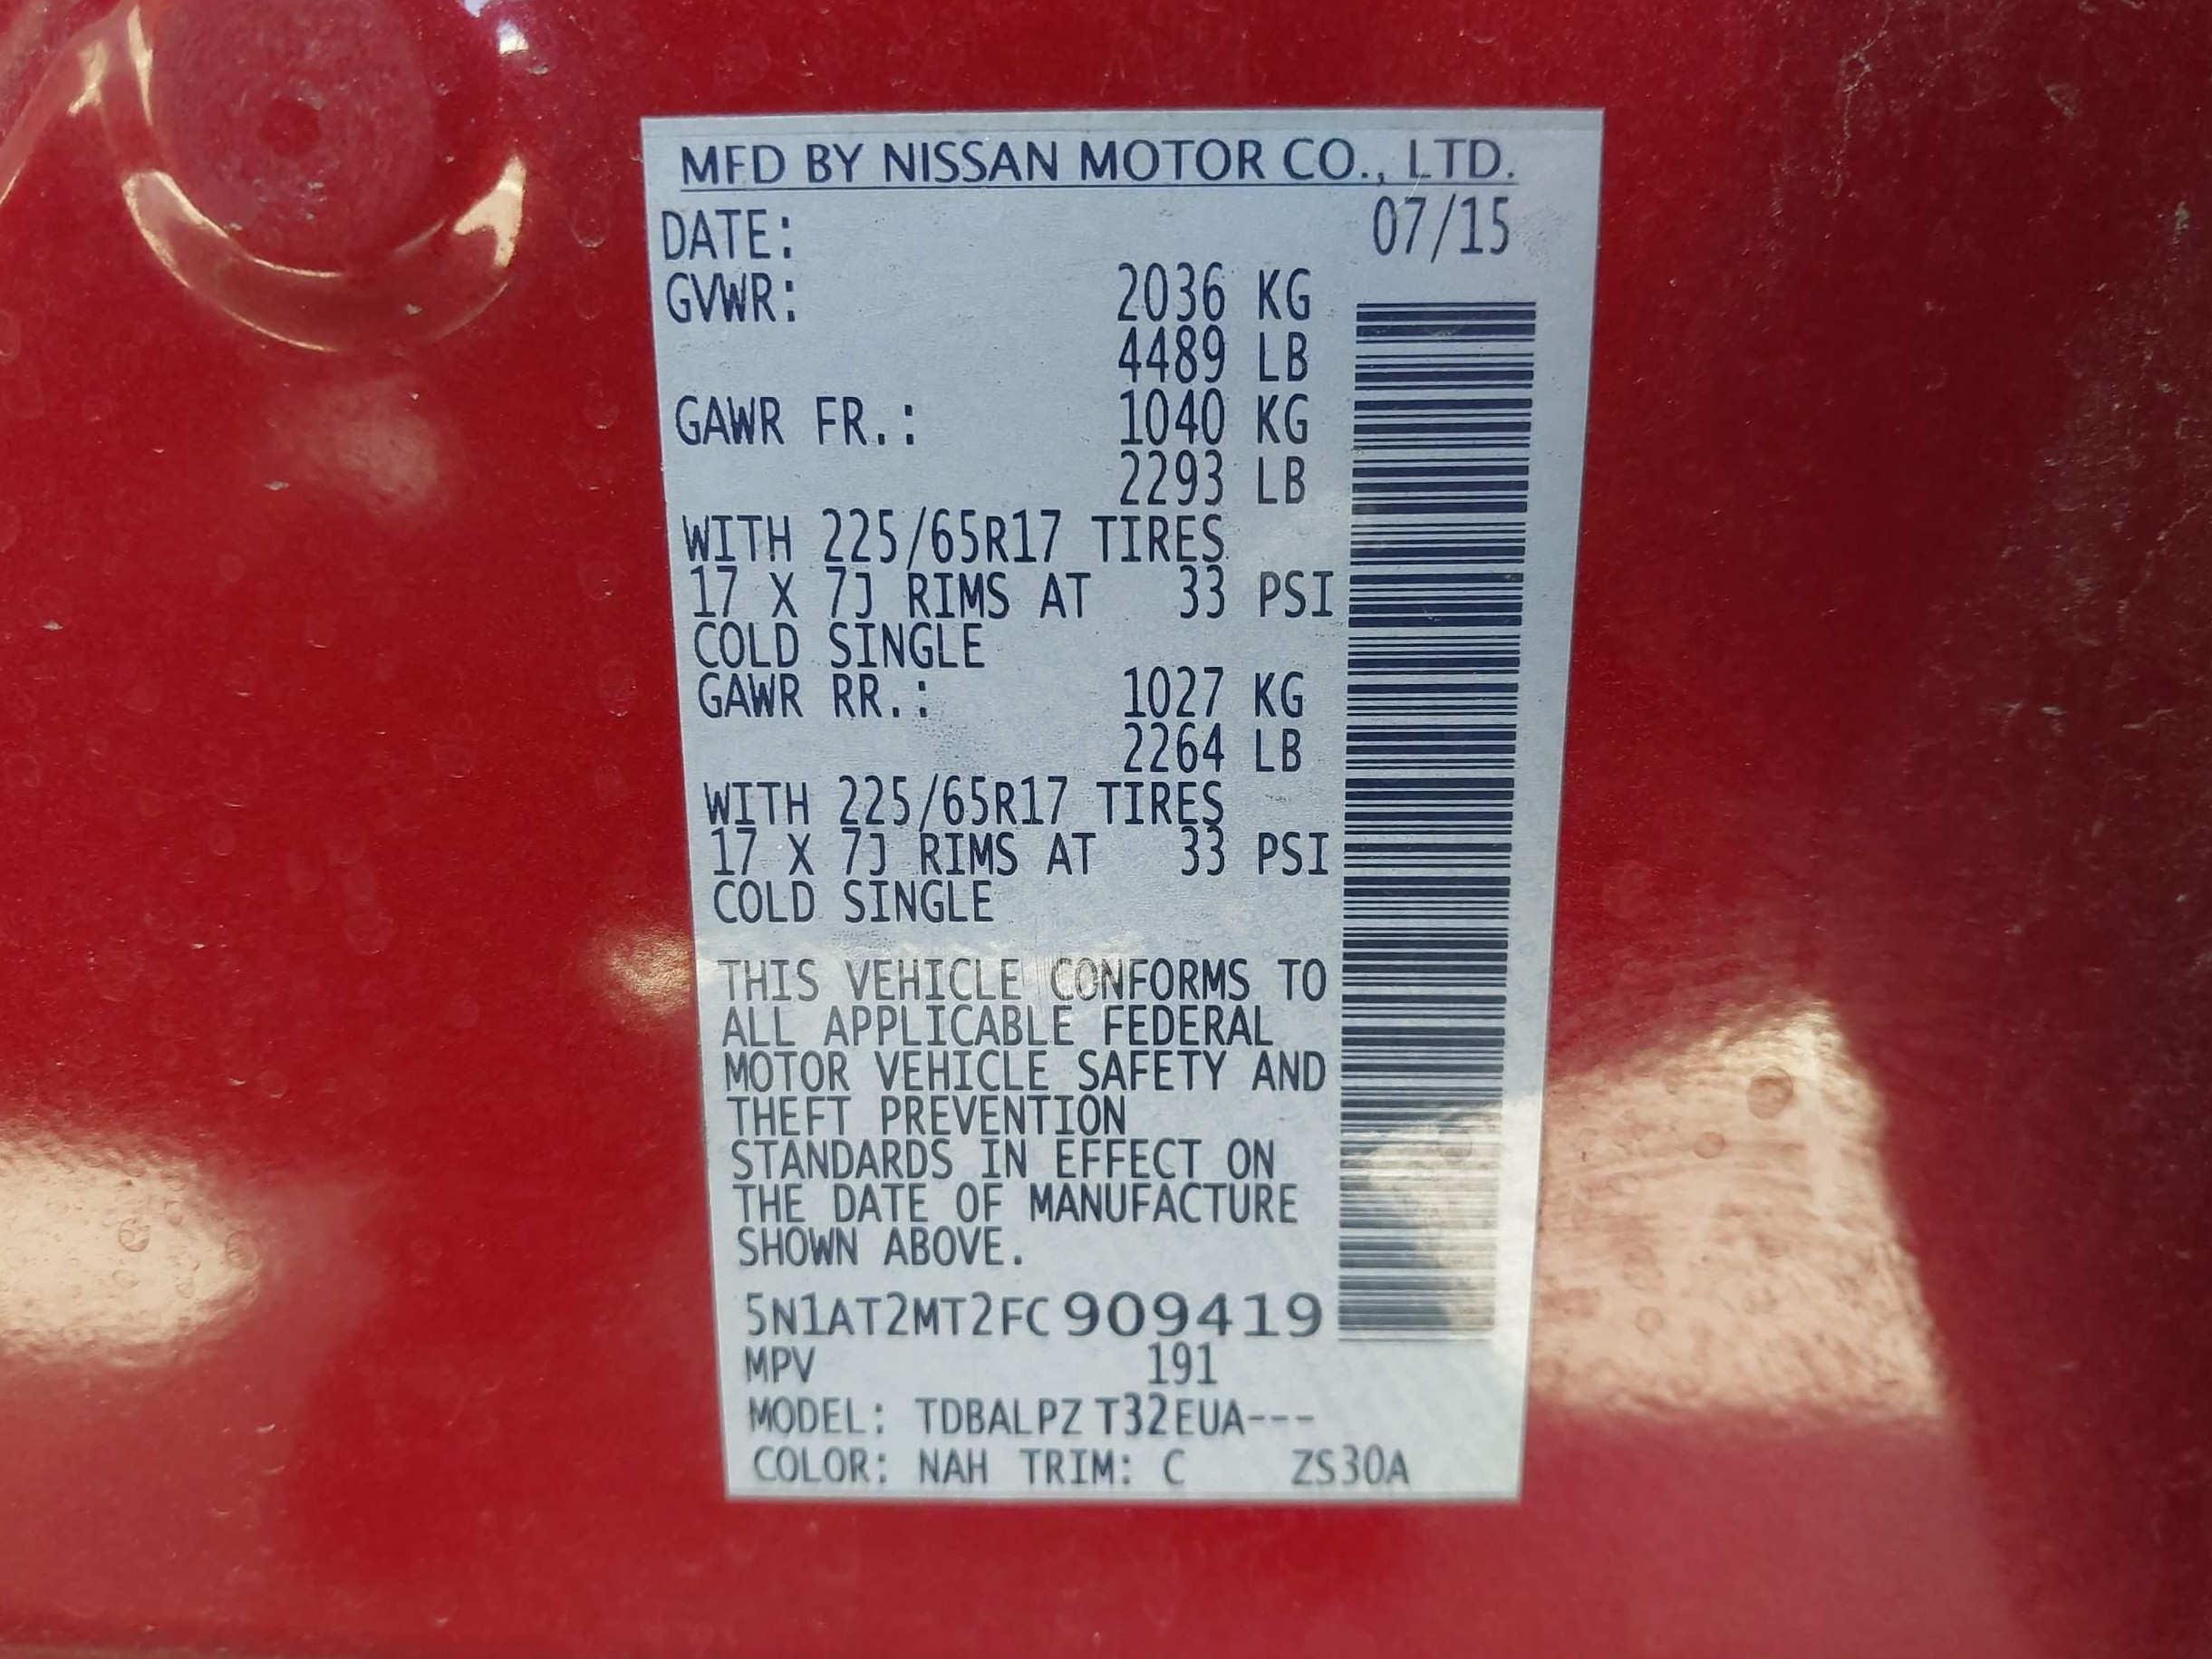 MFD BY NISSAN MOTOR CO., LTD.
DATE: 07/15
GVWR: 2036 KG
4489 LB
GAWR FR.: 1040 KG
2293 LB
WITH 225/65R17 TIRES
17 X 7J RIMS AT 33 PSI
COLD SINGLE
GAWR RR.: 1027 KG
2264 LB
WITH 225/65R17 TIRES
17 X 7J RIMS AT 33 PSI
COLD SINGLE
THIS VEHICLE CONFORMS TO
ALL APPLICABLE FEDERAL
MOTOR VEHICLE SAFETY AND
THEFT PREVENTION
STANDARDS IN EFFECT ON
THE DATE OF MANUFACTURE
SHOWN ABOVE.
5N1AT2MT2FC909419
MPV 191
MODEL: TDBALPZ T32EUA---
COLOR: NAH TRIM: C ZS30A